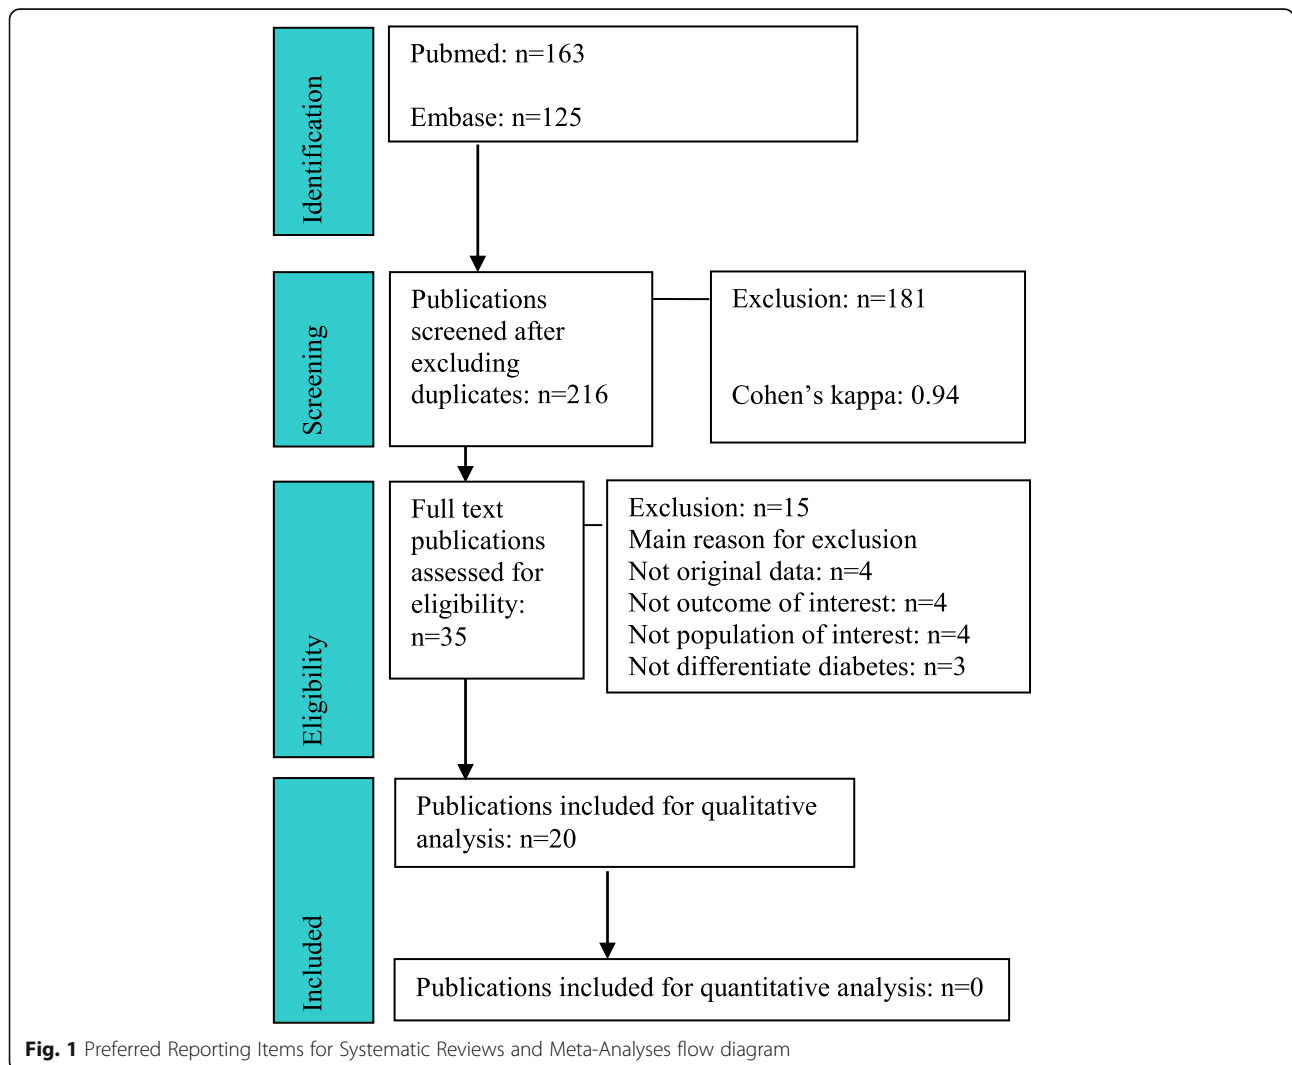 Identification
Pubmed: n=163
Embase: n=125
Screening
Publications
screened after
excluding
duplicates: n=216
Exclusion: n=181
Cohen's kappa: 0.94
Eligibility
Full text
publications
assessed for
eligibility:
n=35
Exclusion: n=15
Main reason for exclusion
Not original data: n=4
Not outcome of interest: n=4
Not population of interest: n=4
Not differentiate diabetes: n=3
Included
Publications included for qualitative
analysis: n=20
Publications included for quantitative analysis: n=0
Fig. 1 Preferred Reporting Items for Systematic Reviews and Meta-Analyses flow diagram